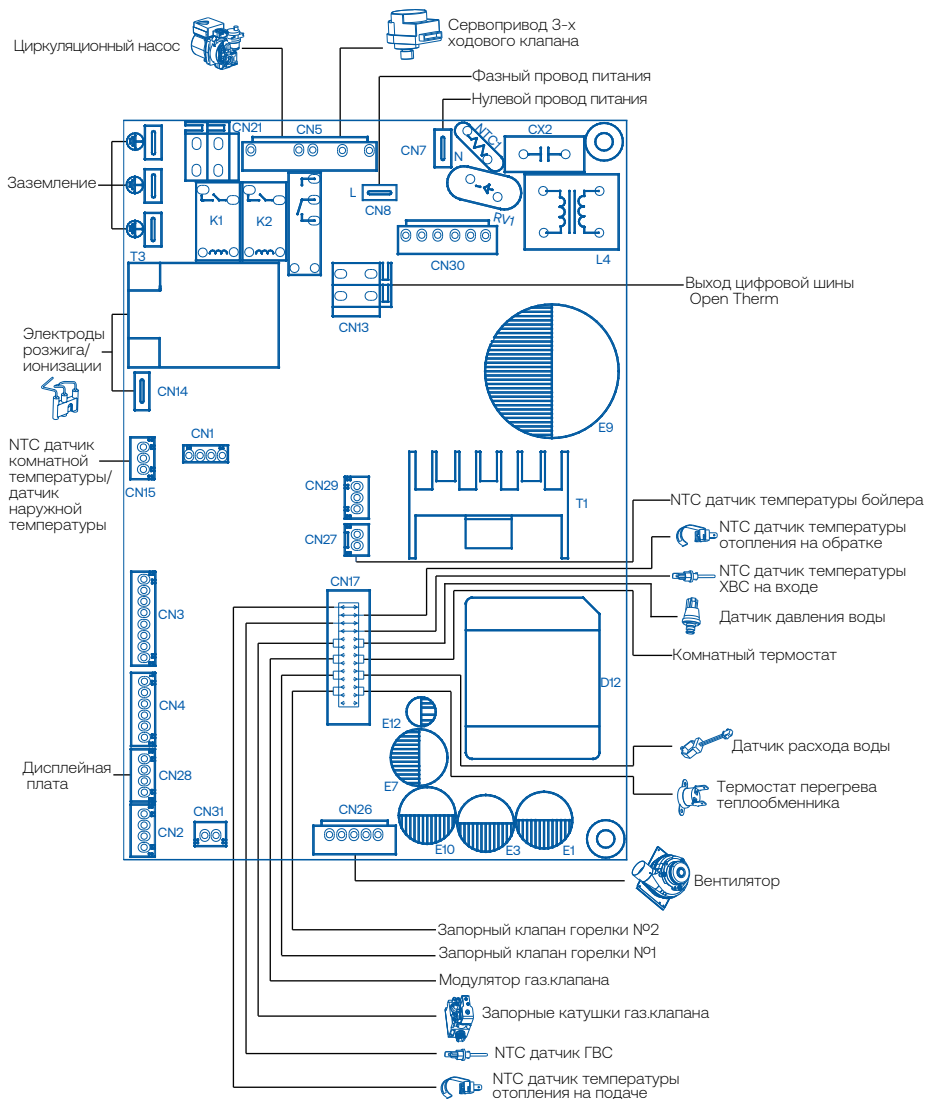 Циркуляционный насос
Сервопривод 3-х
ходового клапана
Фазный провод питания
Нулевой провод питания
CN21
CN5
CN7
N
NTC1
CX2
Заземление
K1
K2
L
CN8
RV1
CN30
L4
T3
CN13
Выход цифровой шины
Open Therm
Электроды
розжига/
ионизации
CN14
E9
CN1
NTC датчик
комнатной
температуры/
датчик
наружной
температуры
CN15
CN29
T1
CN27
NTC датчик температуры бойлера
NTC датчик температуры
отопления на обратке
CN17
NTC датчик температуры
ХВС на входе
CN3
Датчик давления воды
Комнатный термостат
D12
CN4
E12
Датчик расхода воды
Дисплейная
плата
CN28
E7
Термостат перегрева
теплообменника
CN31
CN26
CN2
E10
E3
E1
Вентилятор
Запорный клапан горелки №2
Запорный клапан горелки №1
Модулятор газ.клапана
Запорные катушки газ.клапана
NTC датчик ГВС
NTC датчик температуры
отопления на подаче